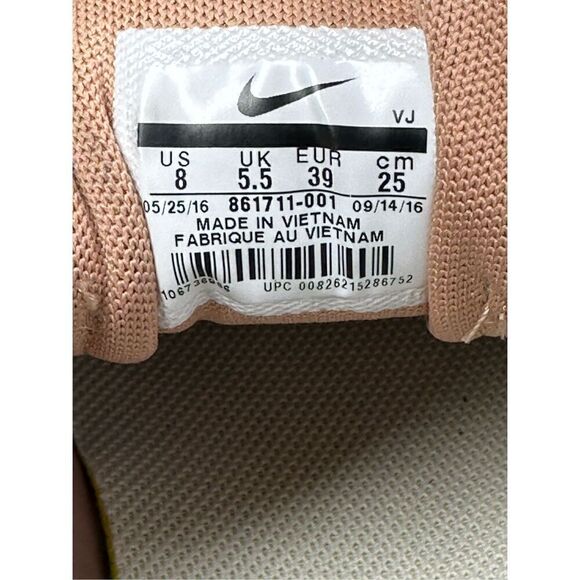 VJ
US UK EUR cm
8 5.5 39 25
05/25/16 861711-001 09/14/16
MADE IN VIETNAM
FABRIQUE AU VIETNAM
UPC 00826215286752